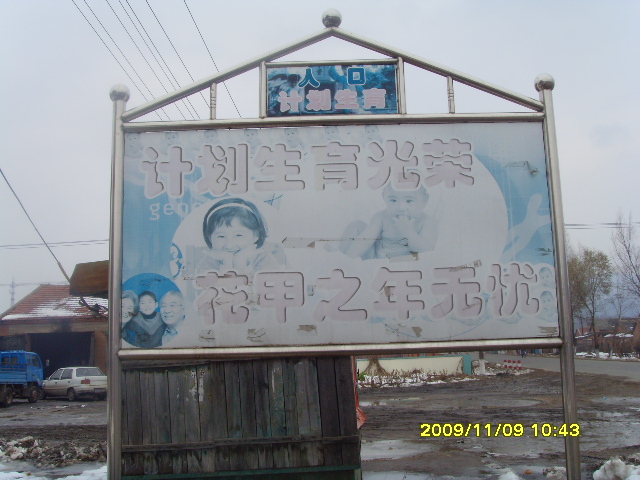 人口
计划生育
计划生育光荣
花甲之年无忧
2009/11/09 10:43